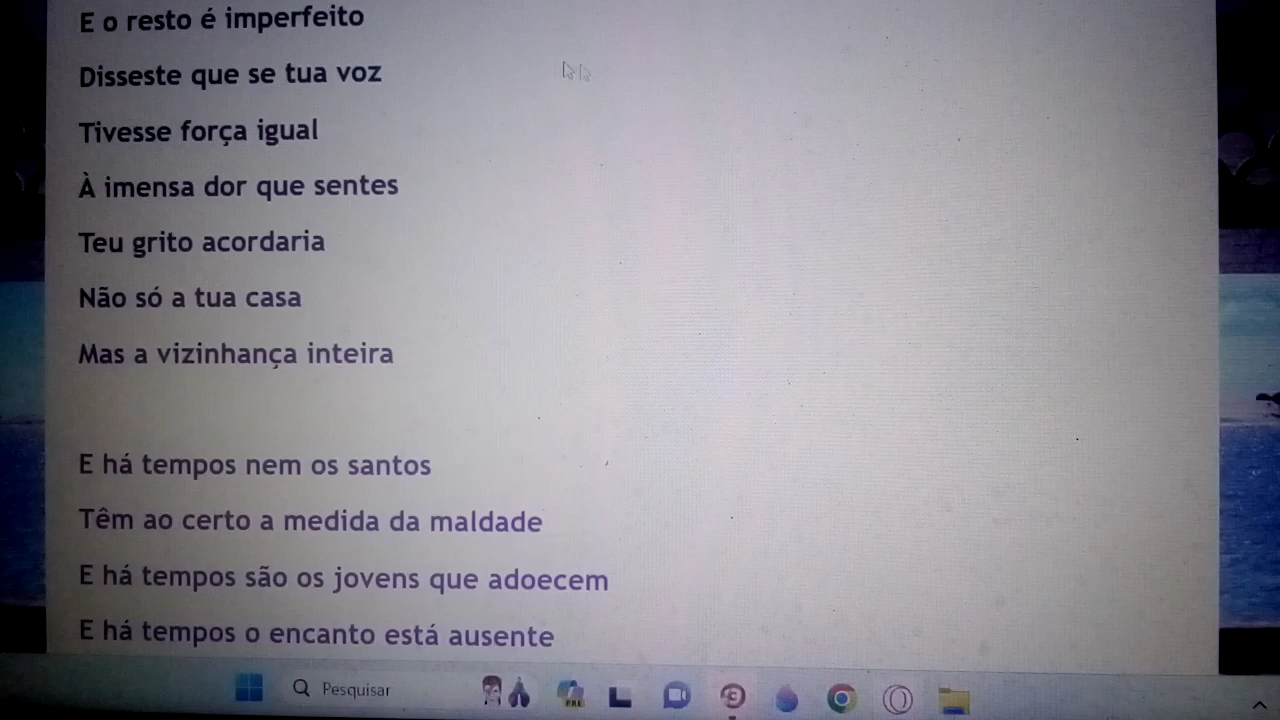 E o resto é imperfeito
Disseste que se tua voz
Tivesse força igual
À imensa dor que sentes
Teu grito acordaria
Não só a tua casa
Mas a vizinhança inteira
E há tempos nem os santos
Têm ao certo a medida da maldade
E há tempos são os jovens que adoecem
E há tempos o encanto está ausente
Pesquisar
PRE